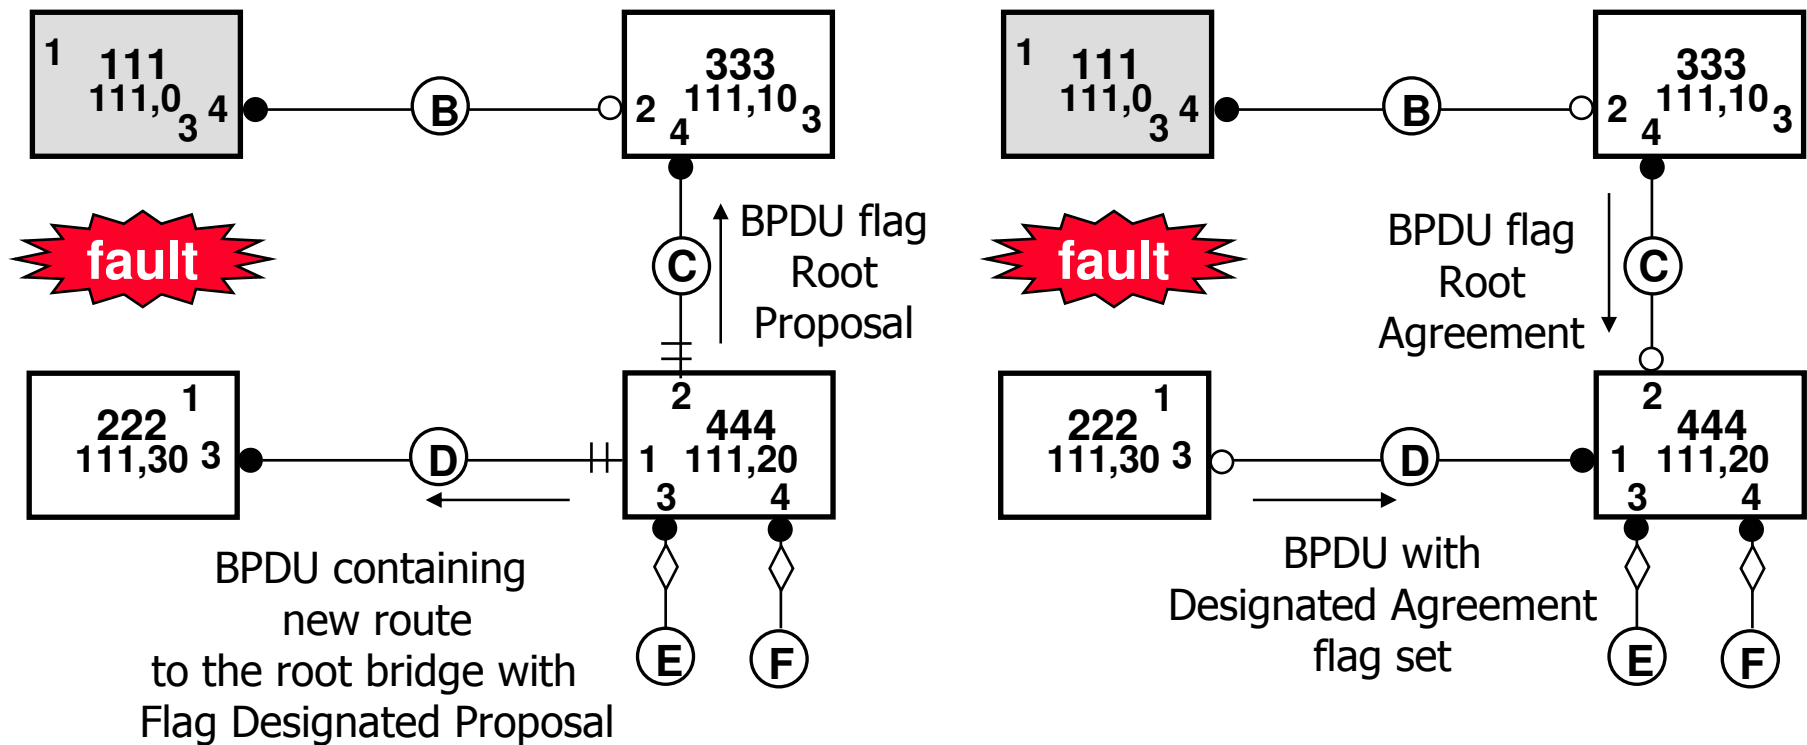 1
111
111,0
3
4
B
2
333
111,10
4
3
fault
C
BPDU flag
Root
Proposal
222
111,30
1
3
D
2
444
1
111,20
3
4
BPDU containing
new route
to the root bridge with
Flag Designated Proposal
E
F
1
111
111,0
3
4
B
2
333
111,10
4
3
fault
BPDU flag
Root
Agreement
C
222
111,30
1
3
D
2
444
1
111,20
3
4
BPDU with
Designated Agreement
flag set
E
F